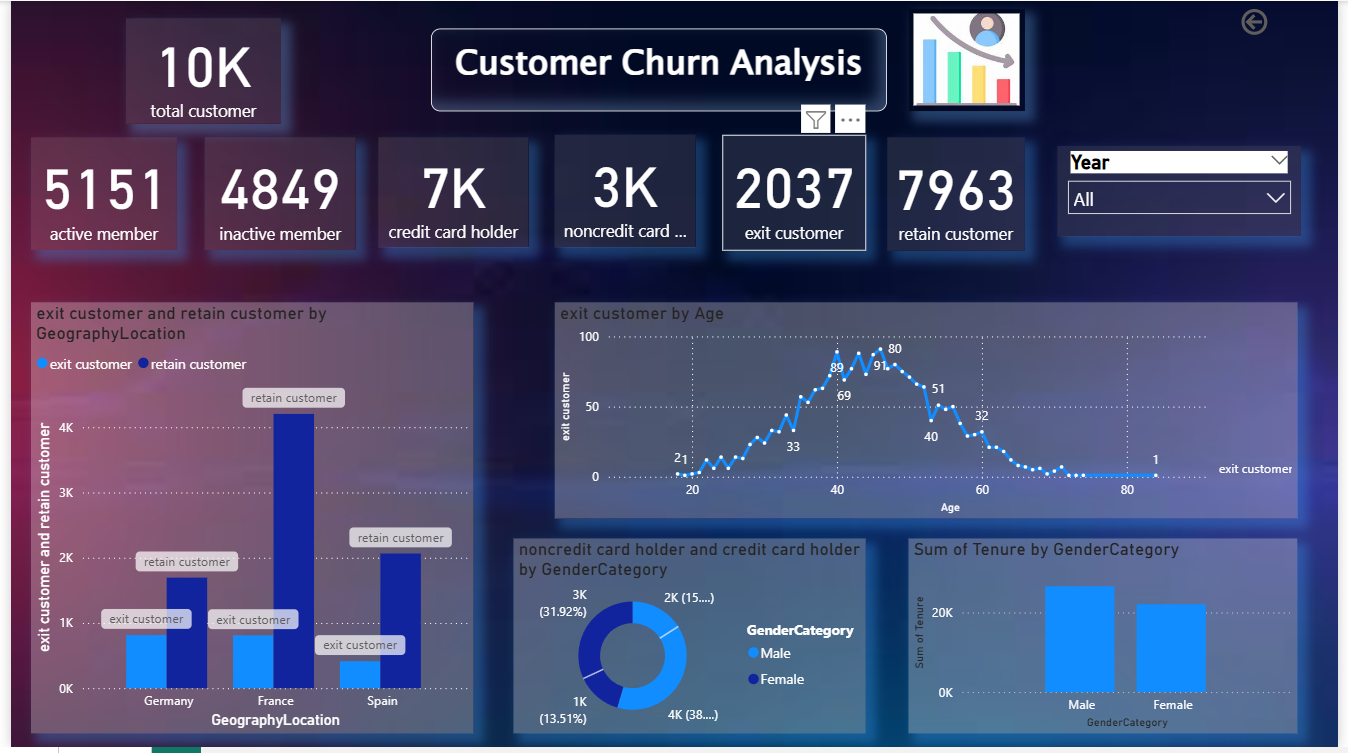 10K
total customer
Customer Churn Analysis
5151
active member
4849
inactive member
7K
credit card holder
3K
noncredit card ...
2037
exit customer
7963
retain customer
Year
All
exit customer and retain customer by
GeographyLocation
exit customer
retain customer
exit customer and retain customer
4K
3K
2K
1K
0K
retain customer
retain customer
retain customer
exit customer
exit customer
exit customer
Germany
France
Spain
GeographyLocation
exit customer by Age
exit customer
100
50
0
21
33
89
69
91
80
51
40
32
1
exit customer
20
40
60
80
Age
noncredit card holder and credit card holder
by GenderCategory
3K
(31.92%)
2K (15....)
1K
(13.51%)
4K (38....)
GenderCategory
Male
Female
Sum of Tenure by GenderCategory
Sum of Tenure
20K
0K
Male
Female
GenderCategory